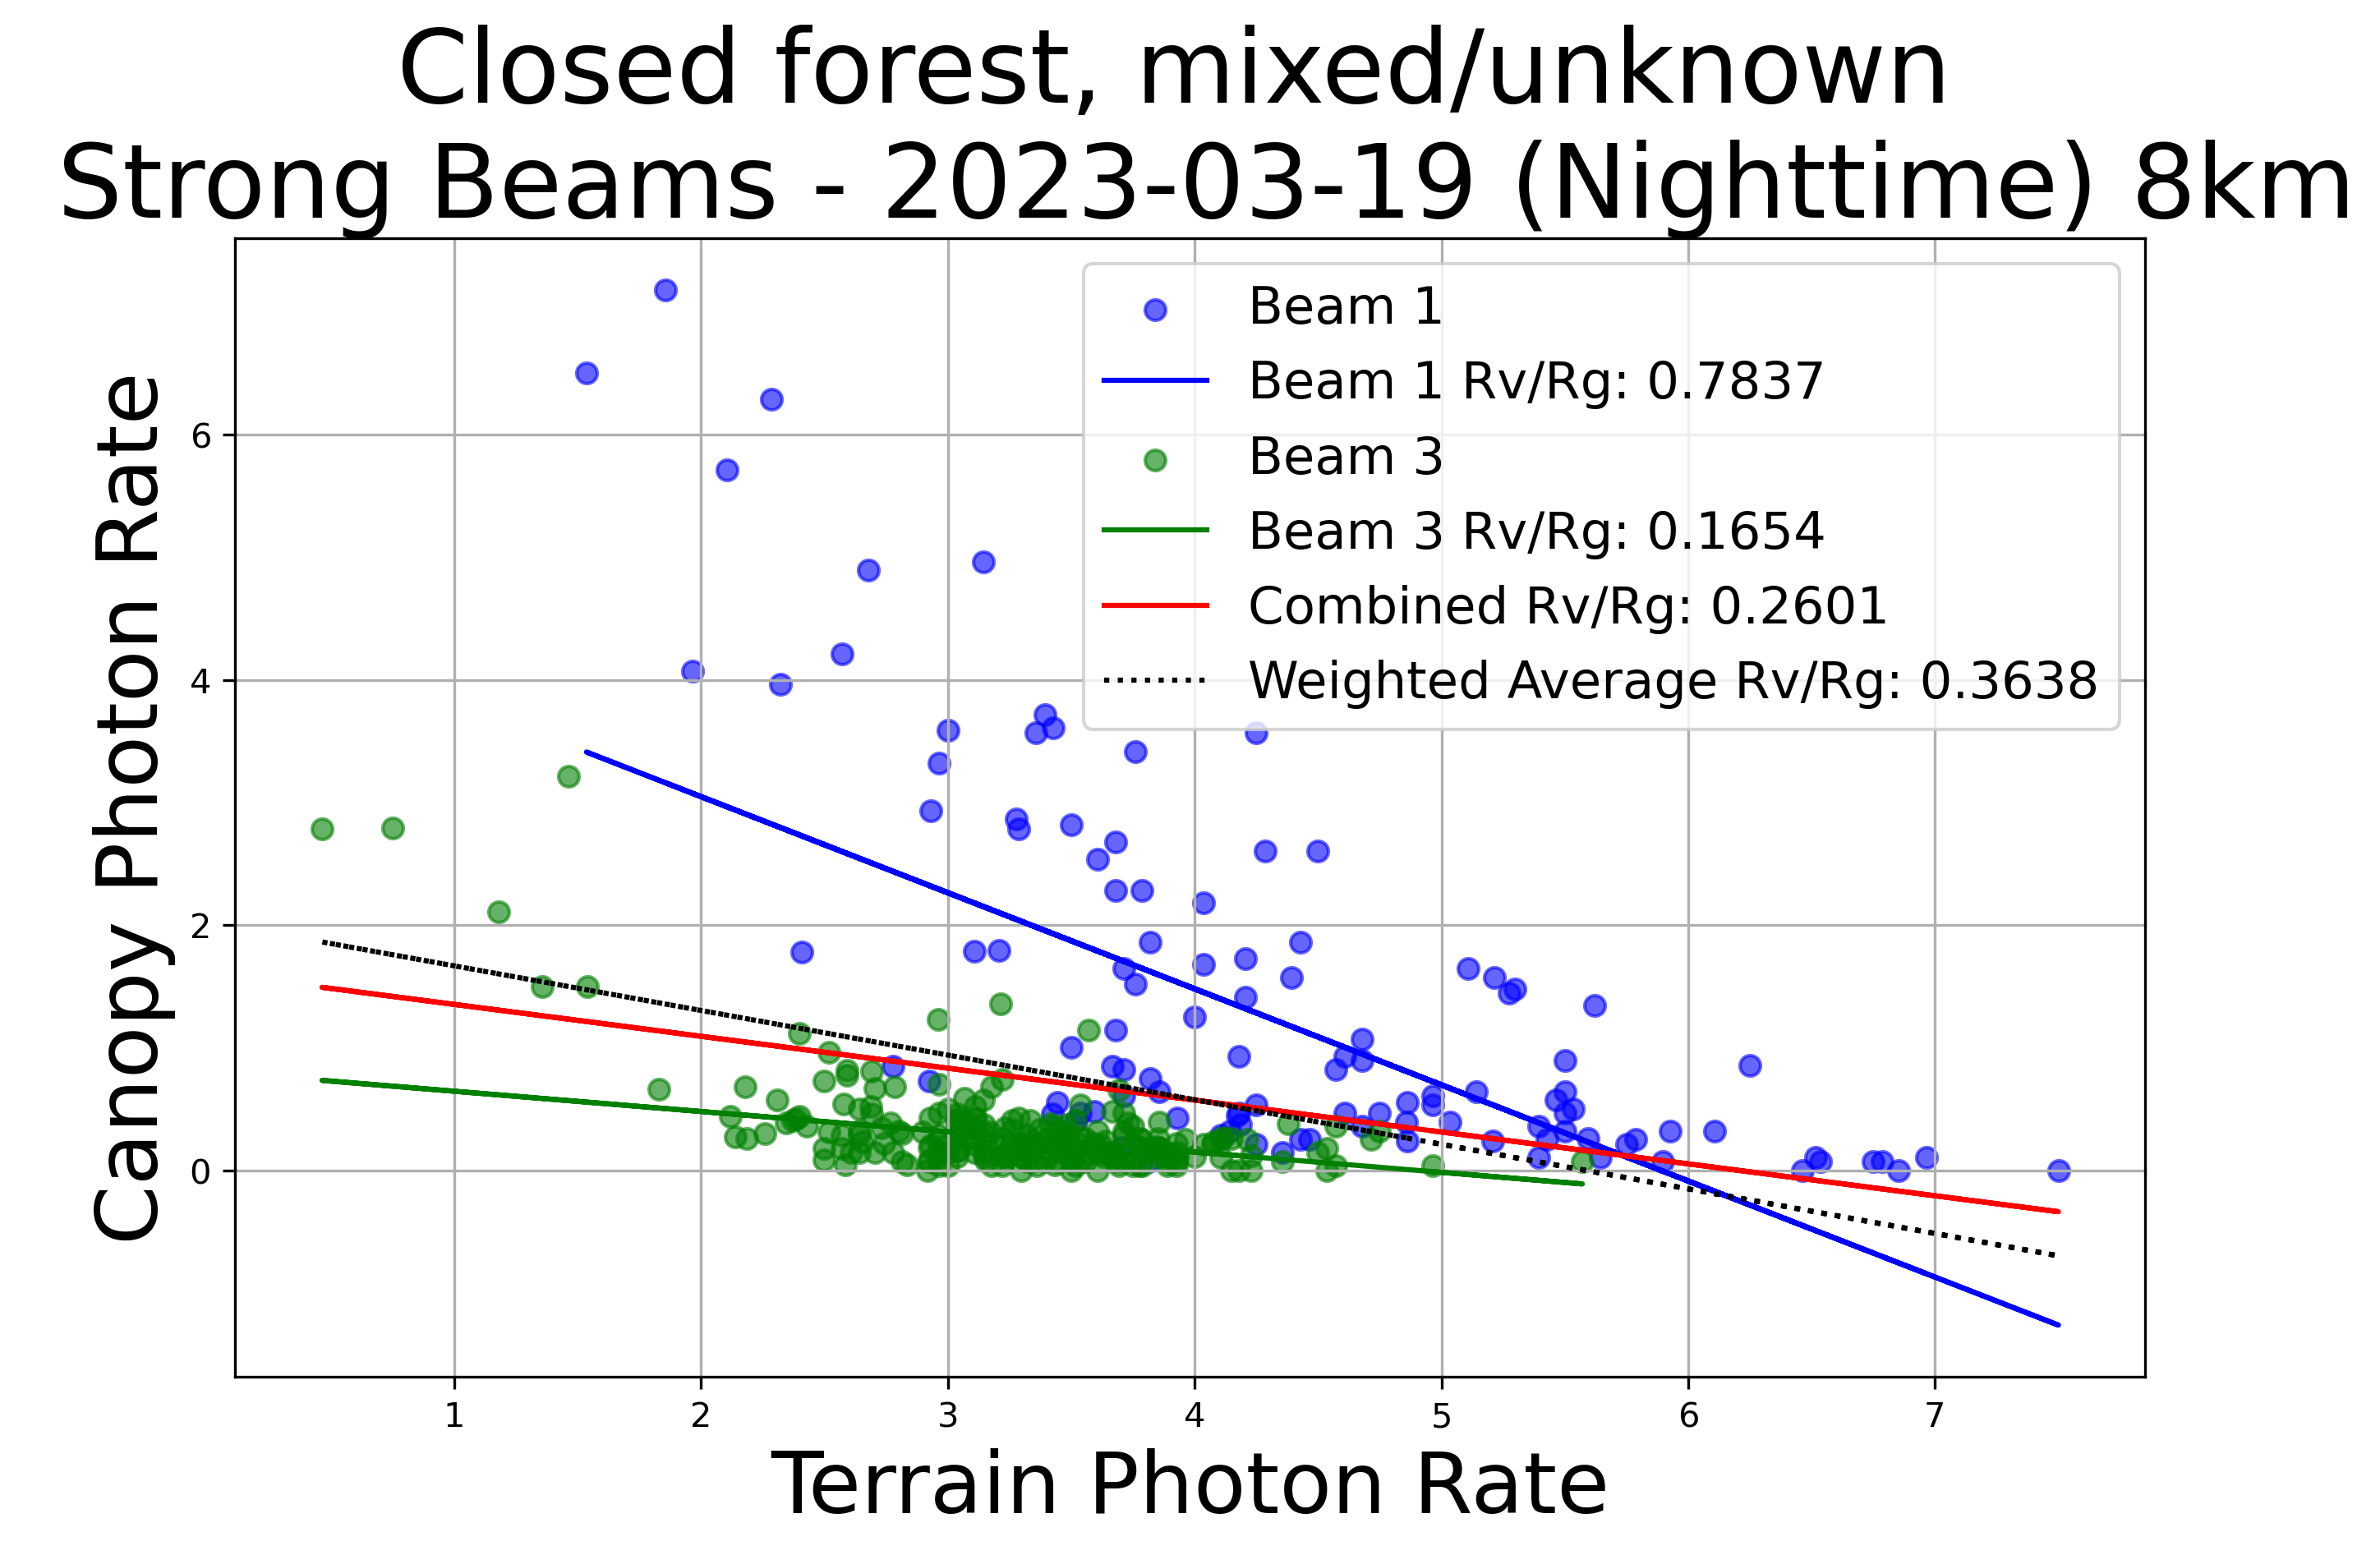 Closed forest, mixed/unknown
Strong Beams - 2023-03-19 (Nighttime) 8km
Beam 1
Beam 1 Rv/Rg: 0.7837
Beam 3
Beam 3 Rv/Rg: 0.1654
Combined Rv/Rg: 0.2601
Weighted Average Rv/Rg: 0.3638
Canopy Photon Rate
6
4
2
0
1 2 3 4 5 6 7
Terrain Photon Rate